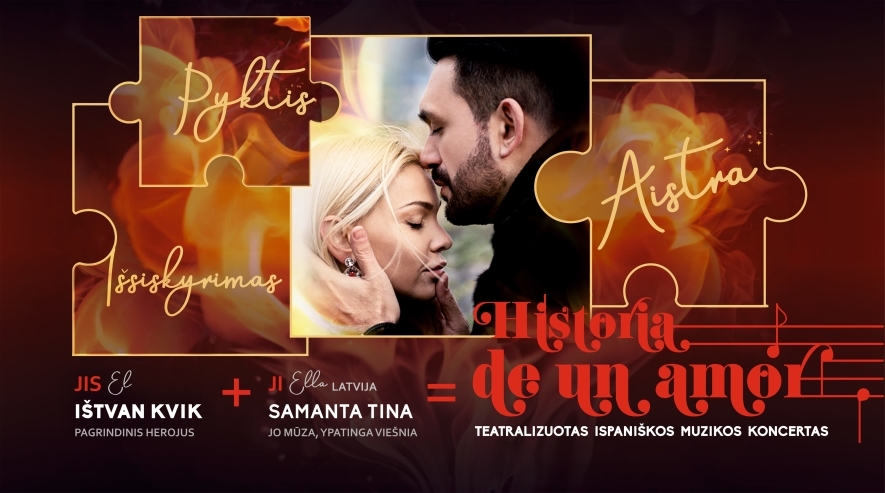 Pyktis
Aistra
Išsiskyrimas
JIS El
IŠTVAN KVIK
PAGRINDINIS HEROJUS
+
JI Ella LATVIJA
SAMANTA TINA
JO MŪZA, YPATINGA VIEŠNIA
=
Historia
de un amor
TEATRALIZUOTAS ISPANIŠKOS MUZIKOS KONCERTAS